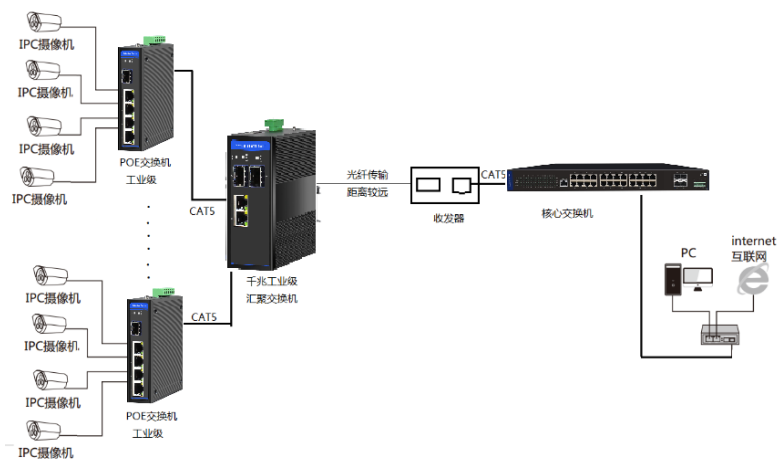 IPC摄像机
IPC摄像机
IPC摄像机
IPC摄像机
POE交换机
工业级
CAT5
千兆工业级
汇聚交换机
光纤传输
距离较远
收发器
CAT5
核心交换机
PC
internet
互联网
IPC摄像机
IPC摄像机
IPC摄像机
IPC摄像机
CAT5
POE交换机
工业级